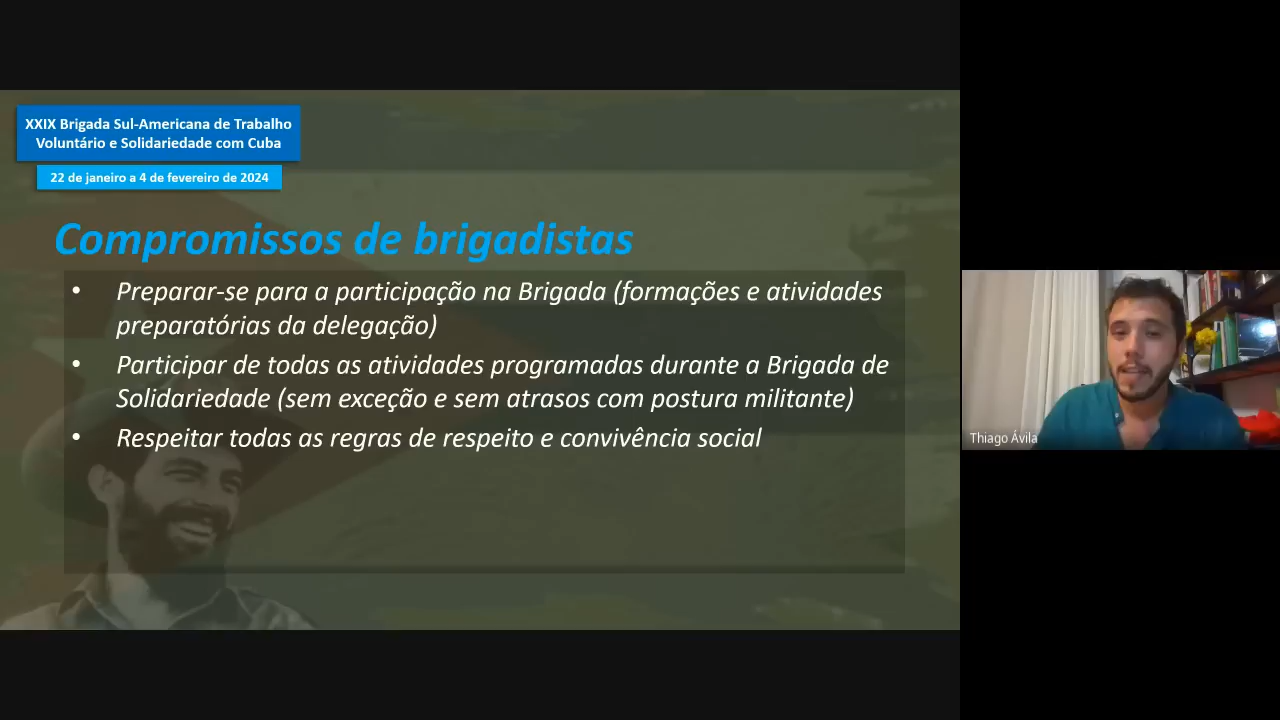 XXIX Brigada Sul-Americana de Trabalho
Voluntário e Solidariedade com Cuba
22 de janeiro a 4 de fevereiro de 2024
Compromissos de brigadistas
• Preparar-se para a participação na Brigada (formações e atividades
preparatórias da delegação)
• Participar de todas as atividades programadas durante a Brigada de
Solidariedade (sem exceção e sem atrasos com postura militante)
• Respeitar todas as regras de respeito e convivência social
Thiago Ávila